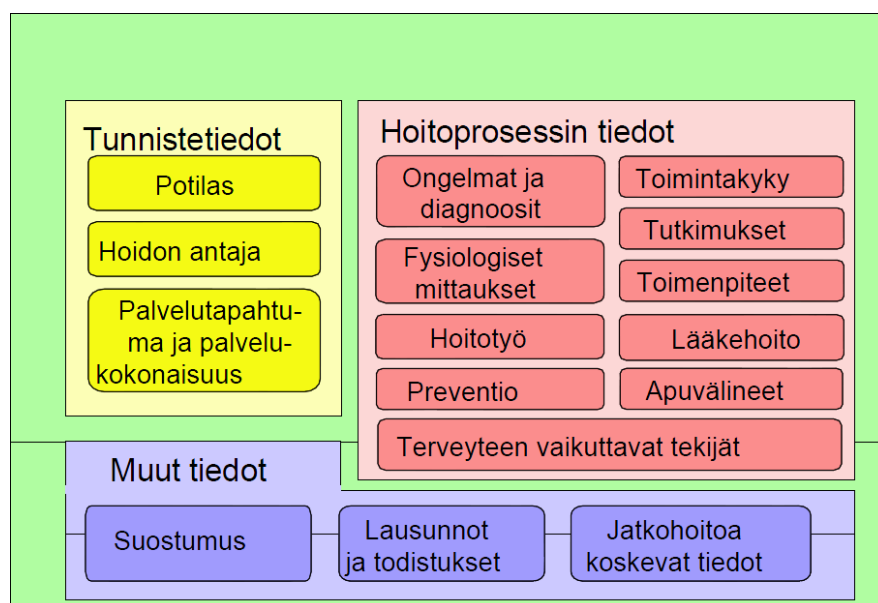 Tunnistetiedot
Potilas
Hoidon antaja
Palvelutapahtu-
ma ja palvelu-
kokonaisuus
Hoitoprosessin tiedot
Ongelmat ja
diagnoosit
Fysiologiset
mittaukset
Hoitotyö
Preventio
Toimintakyky
Tutkimukset
Toimenpiteet
Lääkehoito
Apuvälineet
Terveyteen vaikuttavat tekijät
Muut tiedot
Suostumus
Lausunnot
ja todistukset
Jatkohoitoa
koskevat tiedot